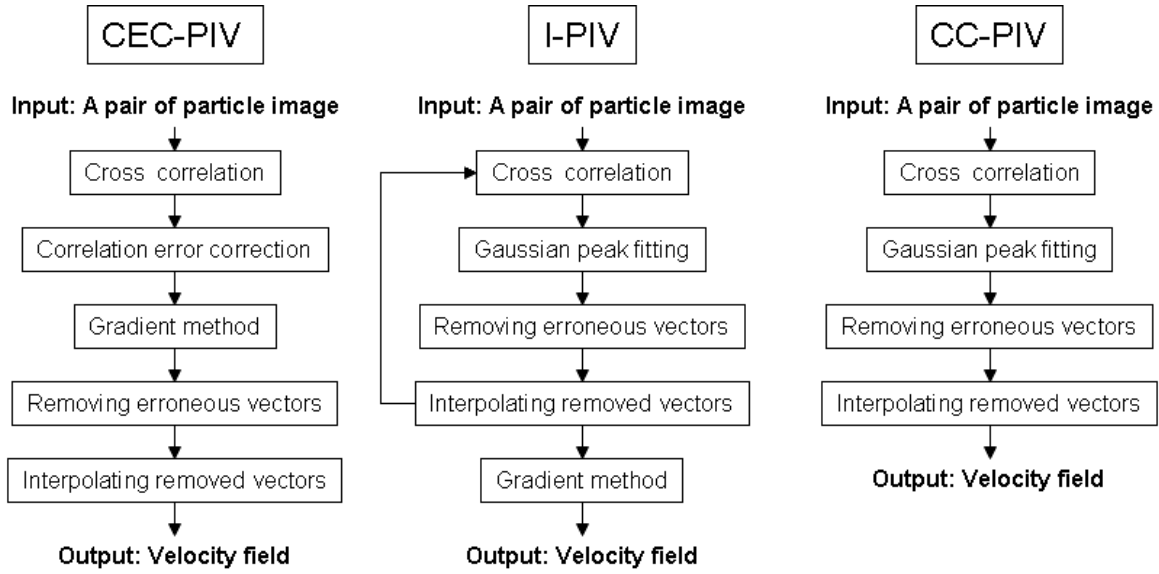 CEC-PIV
Input: A pair of particle image
Cross correlation
Correlation error correction
Gradient method
Removing erroneous vectors
Interpolating removed vectors
Output: Velocity field
I-PIV
Input: A pair of particle image
Cross correlation
Gaussian peak fitting
Removing erroneous vectors
Interpolating removed vectors
Gradient method
Output: Velocity field
CC-PIV
Input: A pair of particle image
Cross correlation
Gaussian peak fitting
Removing erroneous vectors
Interpolating removed vectors
Output: Velocity field